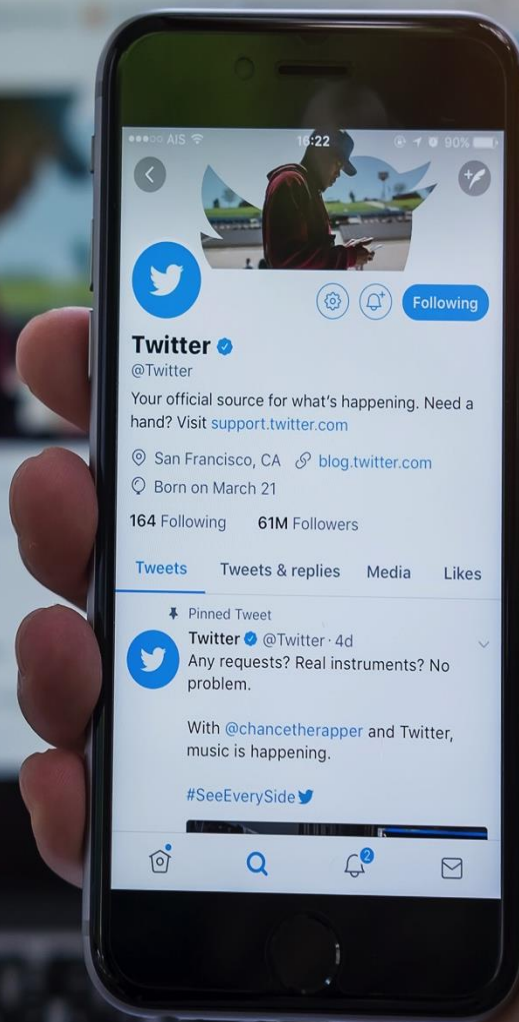 AIS 16:22 90%
Following
Twitter
@Twitter
Your official source for what's happening. Need a
hand? Visit support.twitter.com
San Francisco, CA blog.twitter.com
Born on March 21
164 Following 61M Followers
Tweets Tweets & replies Media Likes
Pinned Tweet
Twitter @Twitter · 4d
Any requests? Real instruments? No
problem.
With @chancetherapper and Twitter,
music is happening.
#SeeEverySide
2